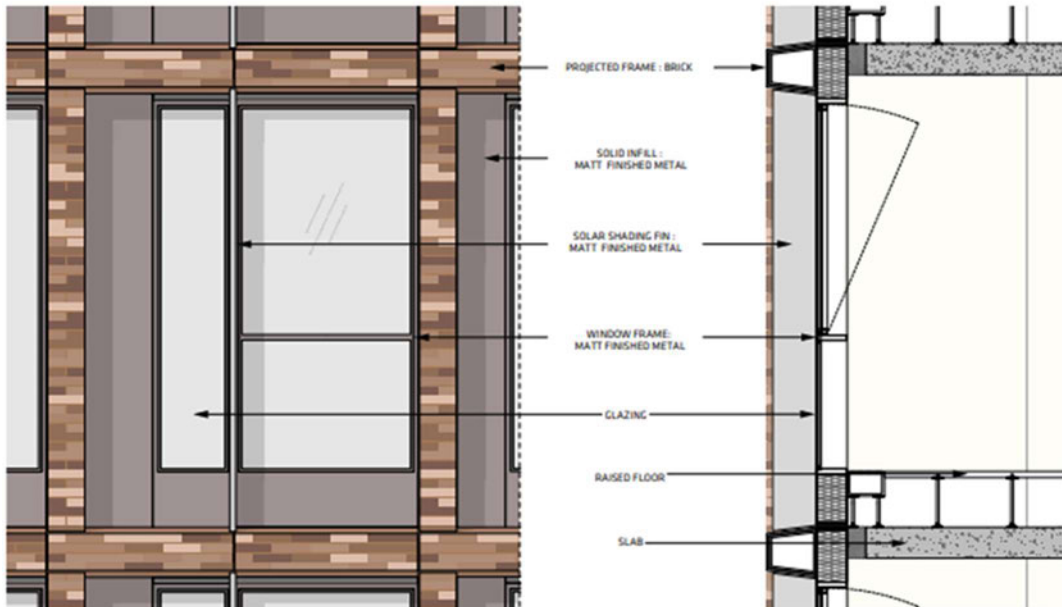 PROJECTED FRAME : BRICK
SOLID INFILL :
MATT FINISHED METAL
SOLAR SHADING FIN :
MATT FINISHED METAL
WINDOW FRAME:
MATT FINISHED METAL
GLAZING
RAISED FLOOR
SLAB